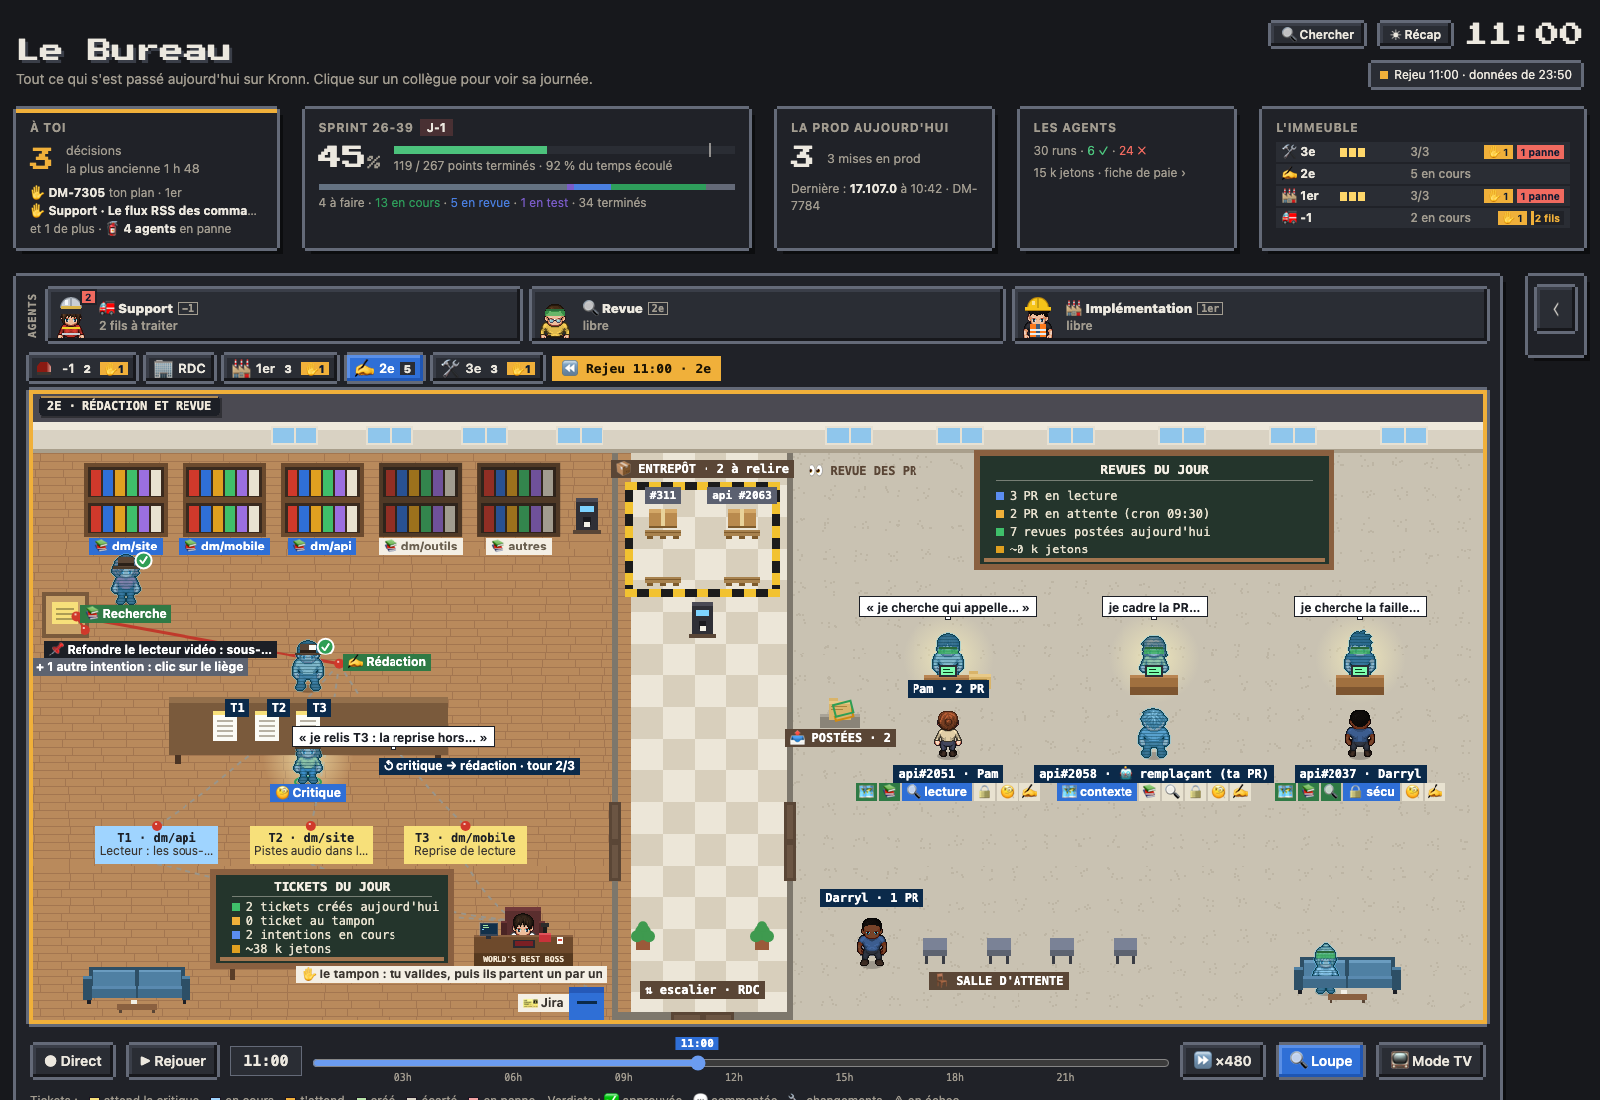 Le Bureau
Tout ce qui s'est passé aujourd'hui sur Kronn. Clique sur un collègue pour voir sa journée.
Chercher
Récap
11:00
Rejeu 11:00 · données de 23:50
À TOI
3 décisions
la plus ancienne 1 h 48
DM-7305 ton plan · 1er
Support · Le flux RSS des comma...
et 1 de plus · 4 agents en panne
SPRINT 26-39 J-1
45%
119 / 267 points terminés · 92 % du temps écoulé
4 à faire · 13 en cours · 5 en revue · 1 en test · 34 terminés
LA PROD AUJOURD'HUI
3 3 mises en prod
Dernière : 17.107.0 à 10:42 · DM-
7784
LES AGENTS
30 runs · 6 ✓ · 24 ✕
15 k jetons · fiche de paie ›
L'IMMEUBLE
3e 3/3 1 1 panne
2e 5 en cours
1er 3/3 1 1 panne
-1 2 en cours 1 2 fils
AGENTS
2
Support -1
2 fils à traiter
Revue 2e
libre
Implémentation 1er
libre
-1 2 1
RDC
1er 3 1
2e 5
3e 3 1
Rejeu 11:00 · 2e
2E · RÉDACTION ET REVUE
dm/site
dm/mobile
dm/api
dm/outils
autres
Recherche
Refondre le lecteur vidéo : sous-...
+ 1 autre intention : clic sur le liège
Rédaction
T1
T2
T3
« je relis T3 : la reprise hors... »
critique → rédaction · tour 2/3
Critique
T1 · dm/api
Lecteur : les sous-...
T2 · dm/site
Pistes audio dans l...
T3 · dm/mobile
Reprise de lecture
TICKETS DU JOUR
2 tickets créés aujourd'hui
0 ticket au tampon
2 intentions en cours
~38 k jetons
WORLD'S BEST BOSS
le tampon : tu valides, puis ils partent un par un
Jira
ENTREPÔT · 2 à relire
#311
api #2063
⇅ escalier · RDC
REVUE DES PR
REVUES DU JOUR
3 PR en lecture
2 PR en attente (cron 09:30)
7 revues postées aujourd'hui
~0 k jetons
« je cherche qui appelle... »
je cadre la PR...
je cherche la faille...
Pam · 2 PR
POSTÉES · 2
api#2051 · Pam
api#2058 · remplaçant (ta PR)
api#2037 · Darryl
lecture
contexte
sécu
Darryl · 1 PR
SALLE D'ATTENTE
Direct
Rejouer
11:00
11:00
03h
06h
09h
12h
15h
18h
21h
×480
Loupe
Mode TV